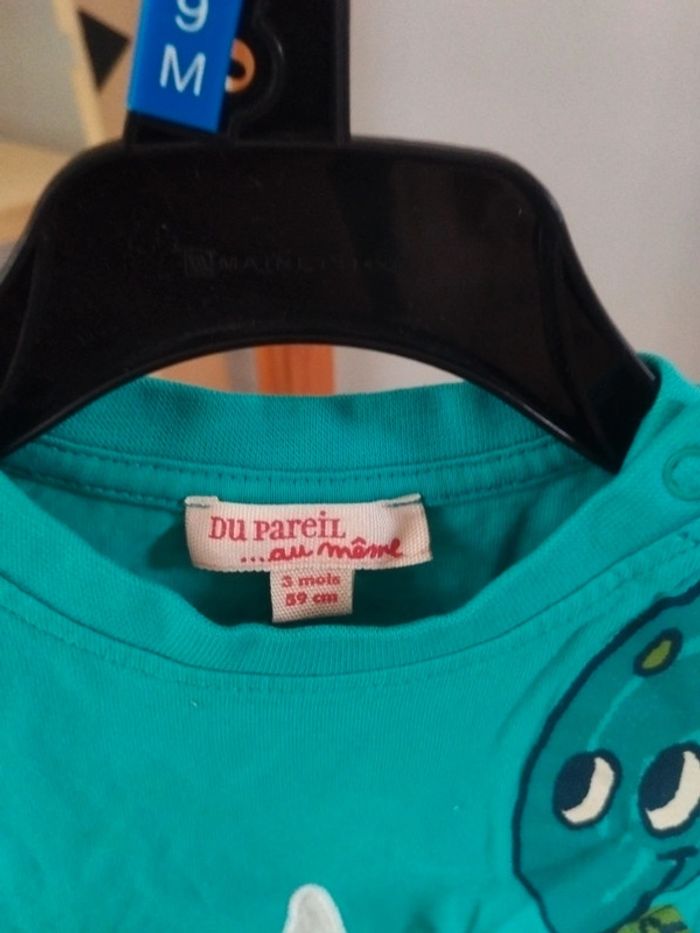 9
M
DU PAREIL
...au même
3 mois
59 cm